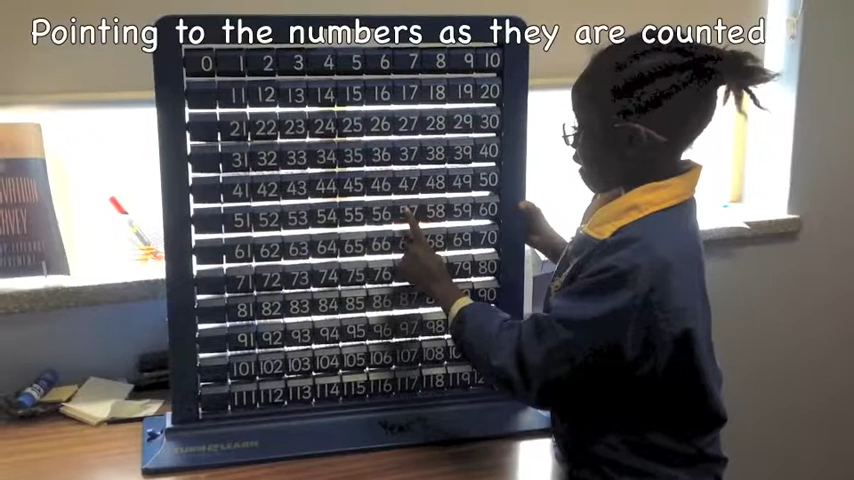 Pointing to the numbers as they are counted
0 1 2 3 4 5 6 7 8 9 10
11 12 13 14 15 16 17 18 19 20
21 22 23 24 25 26 27 28 29 30
31 32 33 34 35 36 37 38 39 40
41 42 43 44 45 46 47 48 49 50
51 52 53 54 55 56 57 58 59 60
61 62 63 64 65 66 68 69 70
71 72 73 74 75 79 80
81 82 83 84 85 86 90
91 92 93 94 95 96 97 98
101 102 103 104 105 106 107 108
111 112 113 114 115 116 117 118 119
TURN 2 LEARN